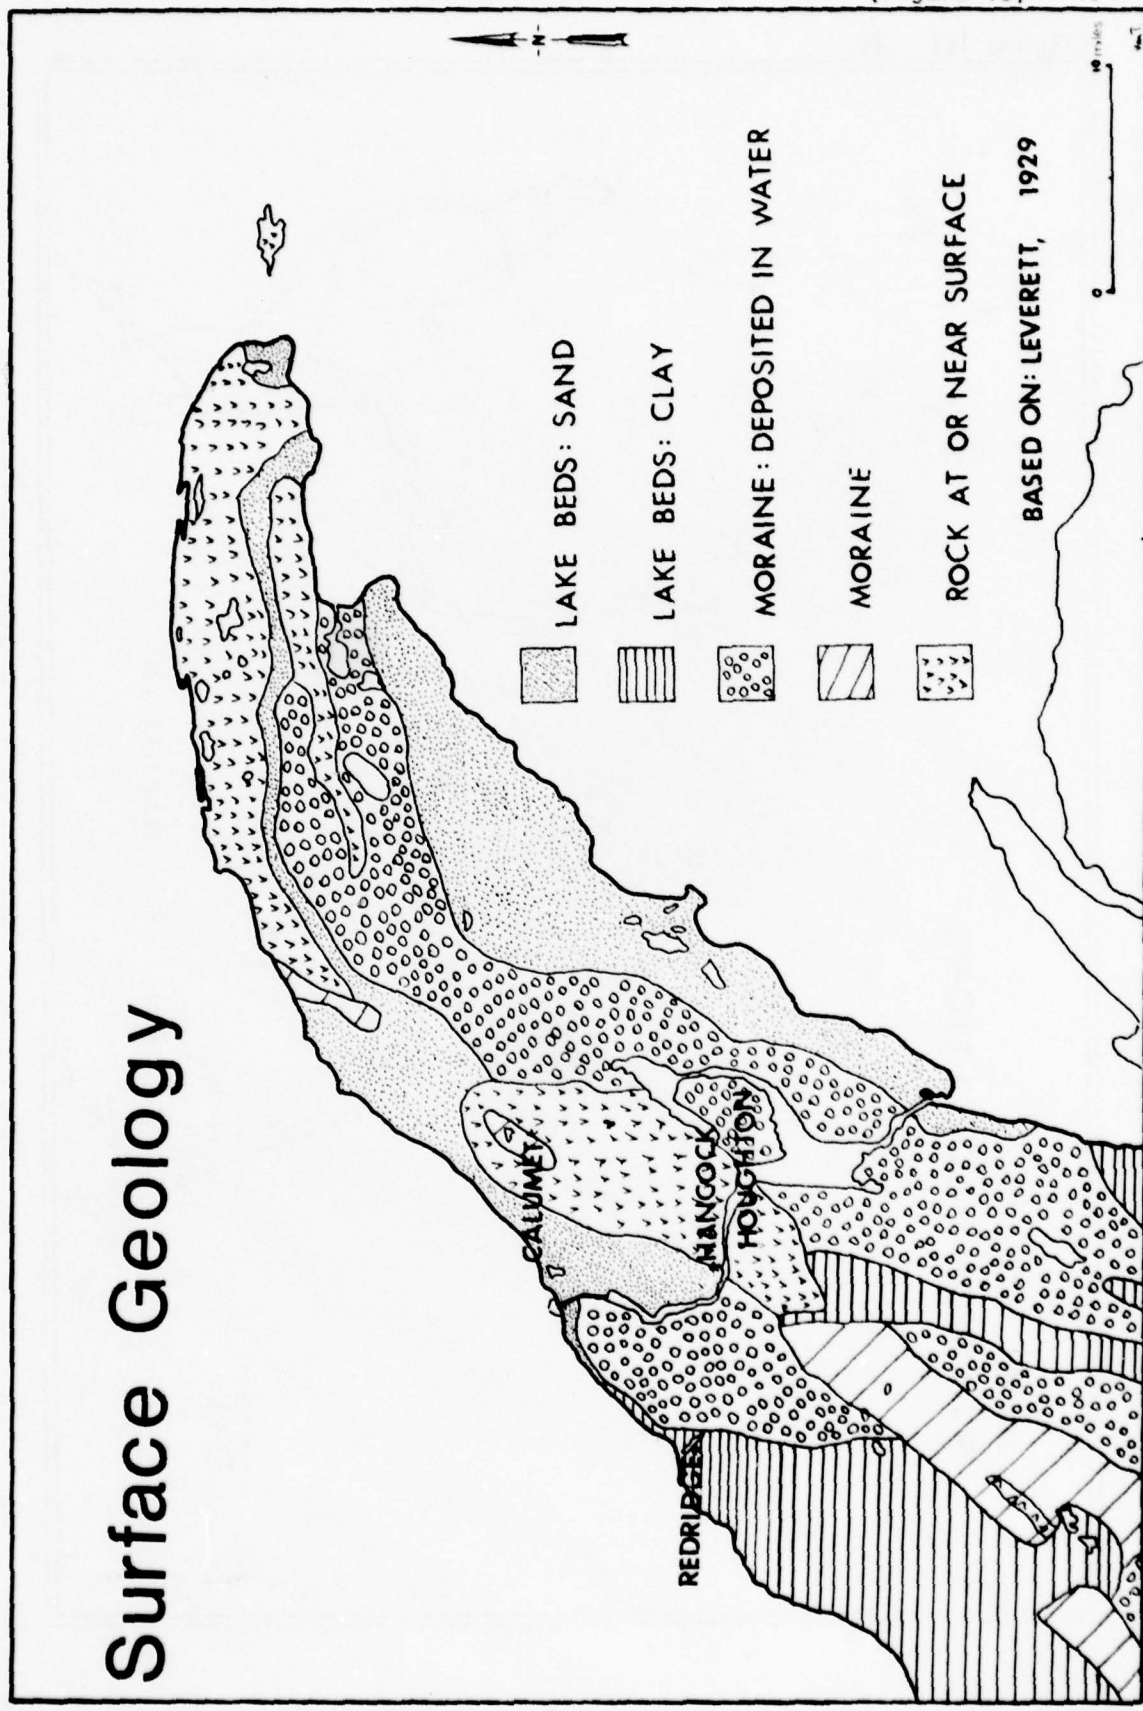 Surface Geology
-N-
CALUMET
HANCOCK
HOUGHTON
REDRIDGE
LAKE BEDS: SAND
LAKE BEDS: CLAY
MORAINE: DEPOSITED IN WATER
MORAINE
ROCK AT OR NEAR SURFACE
BASED ON: LEVERETT, 1929
0 10 miles